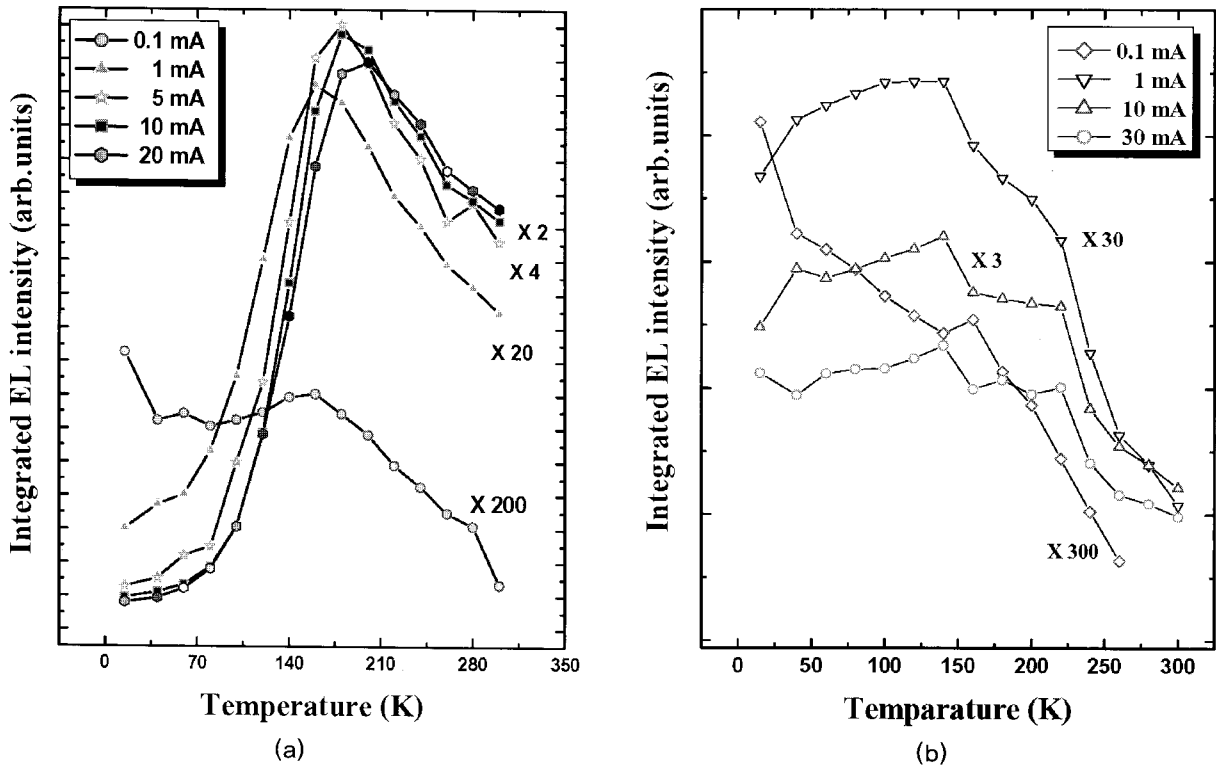 0.1 mA
1 mA
5 mA
10 mA
20 mA
X 2
X 4
X 20
X 200
Integrated EL intensity (arb.units)
0 70 140 210 280 350
Temperature (K)
(a)
0.1 mA
1 mA
10 mA
30 mA
X 30
X 3
X 300
Integrated EL intensity (arb.units)
0 50 100 150 200 250 300
Temparature (K)
(b)